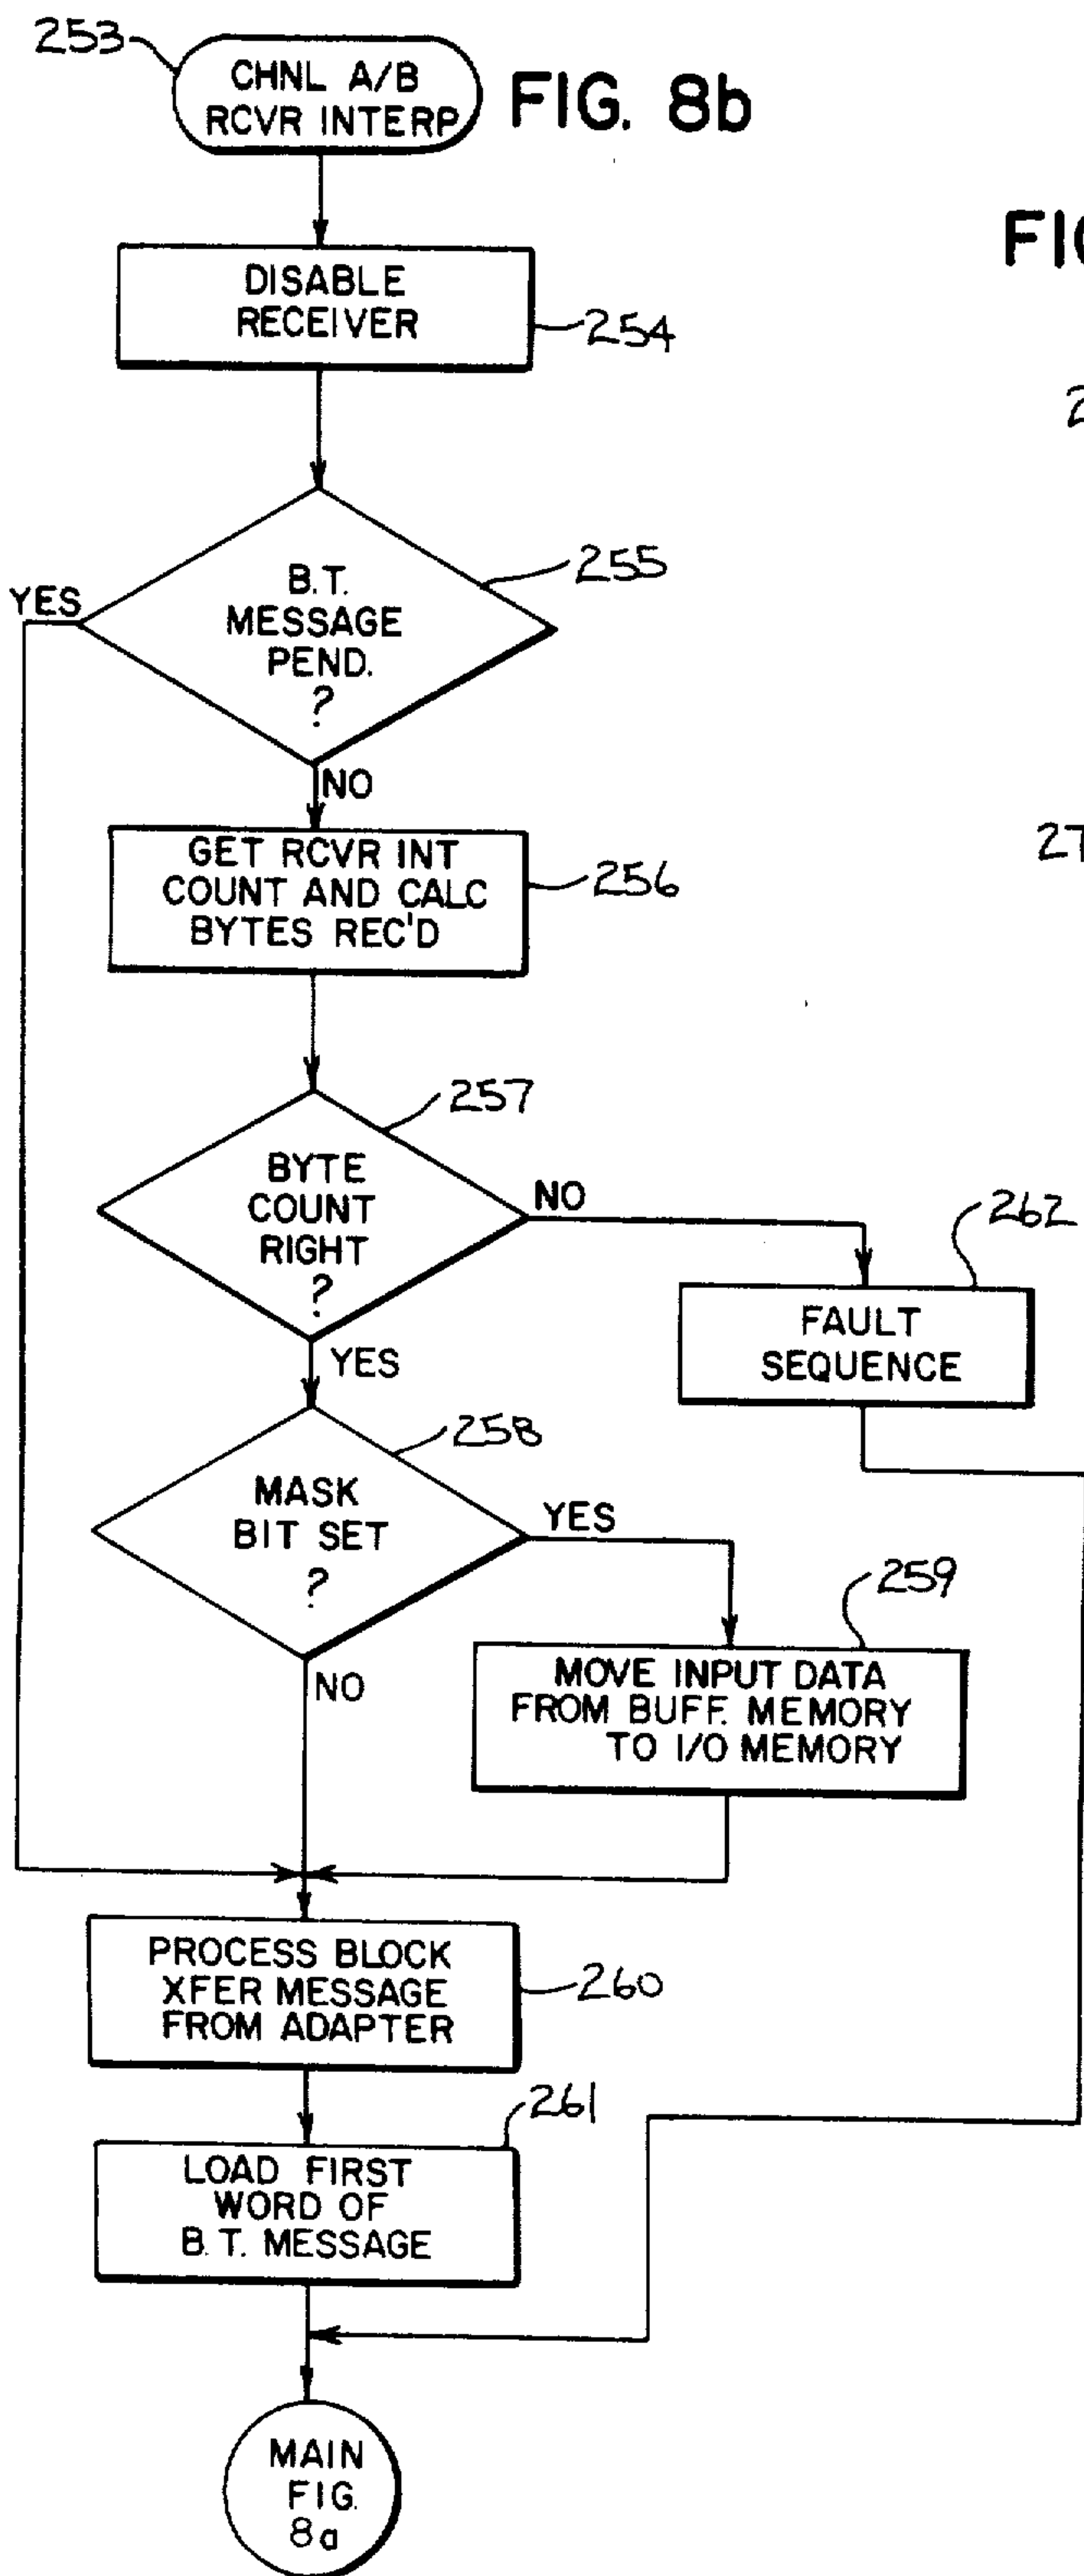 253
CHNL A/B
RCVR INTERP
FIG. 8b
FIG
DISABLE
RECEIVER
254
2
255
YES
B.T.
MESSAGE
PEND.
?
NO
GET RCVR INT
COUNT AND CALC
BYTES REC'D
256
27
257
BYTE
COUNT
RIGHT
?
NO
262
FAULT
SEQUENCE
YES
258
MASK
BIT SET
?
YES
259
NO
MOVE INPUT DATA
FROM BUFF. MEMORY
TO I/O MEMORY
PROCESS BLOCK
XFER MESSAGE
FROM ADAPTER
260
261
LOAD FIRST
WORD OF
B.T. MESSAGE
MAIN
FIG.
8a